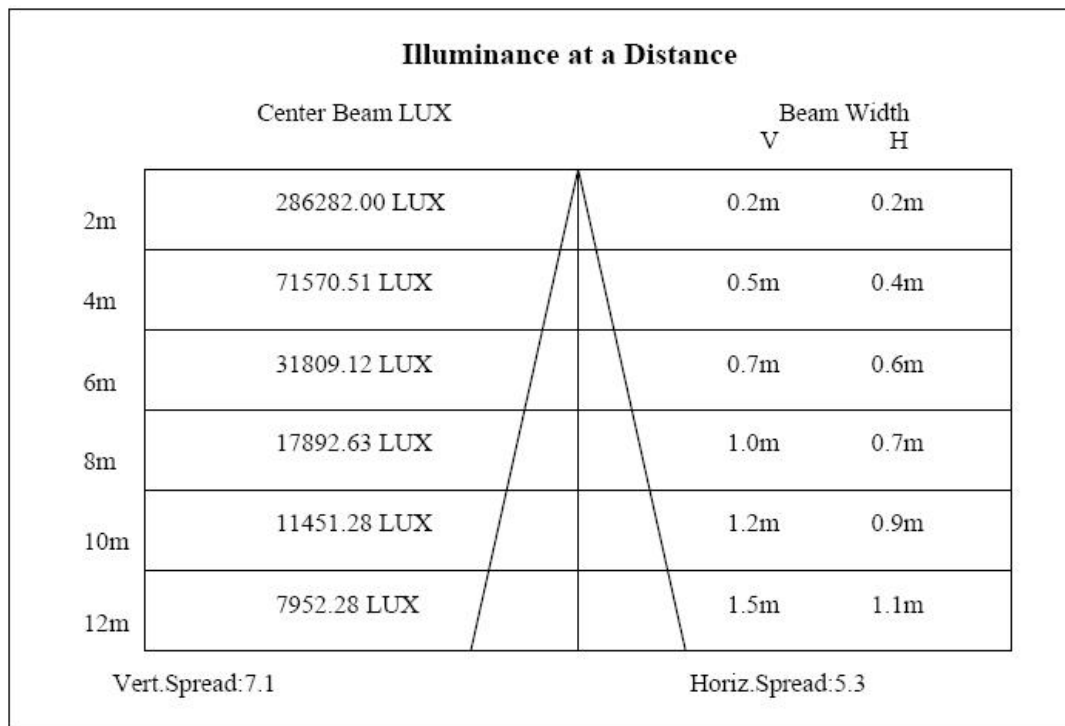 Illuminance at a Distance
Center Beam LUX Beam Width
V H
2m 286282.00 LUX 0.2m 0.2m
4m 71570.51 LUX 0.5m 0.4m
6m 31809.12 LUX 0.7m 0.6m
8m 17892.63 LUX 1.0m 0.7m
10m 11451.28 LUX 1.2m 0.9m
12m 7952.28 LUX 1.5m 1.1m
Vert.Spread:7.1 Horiz.Spread:5.3